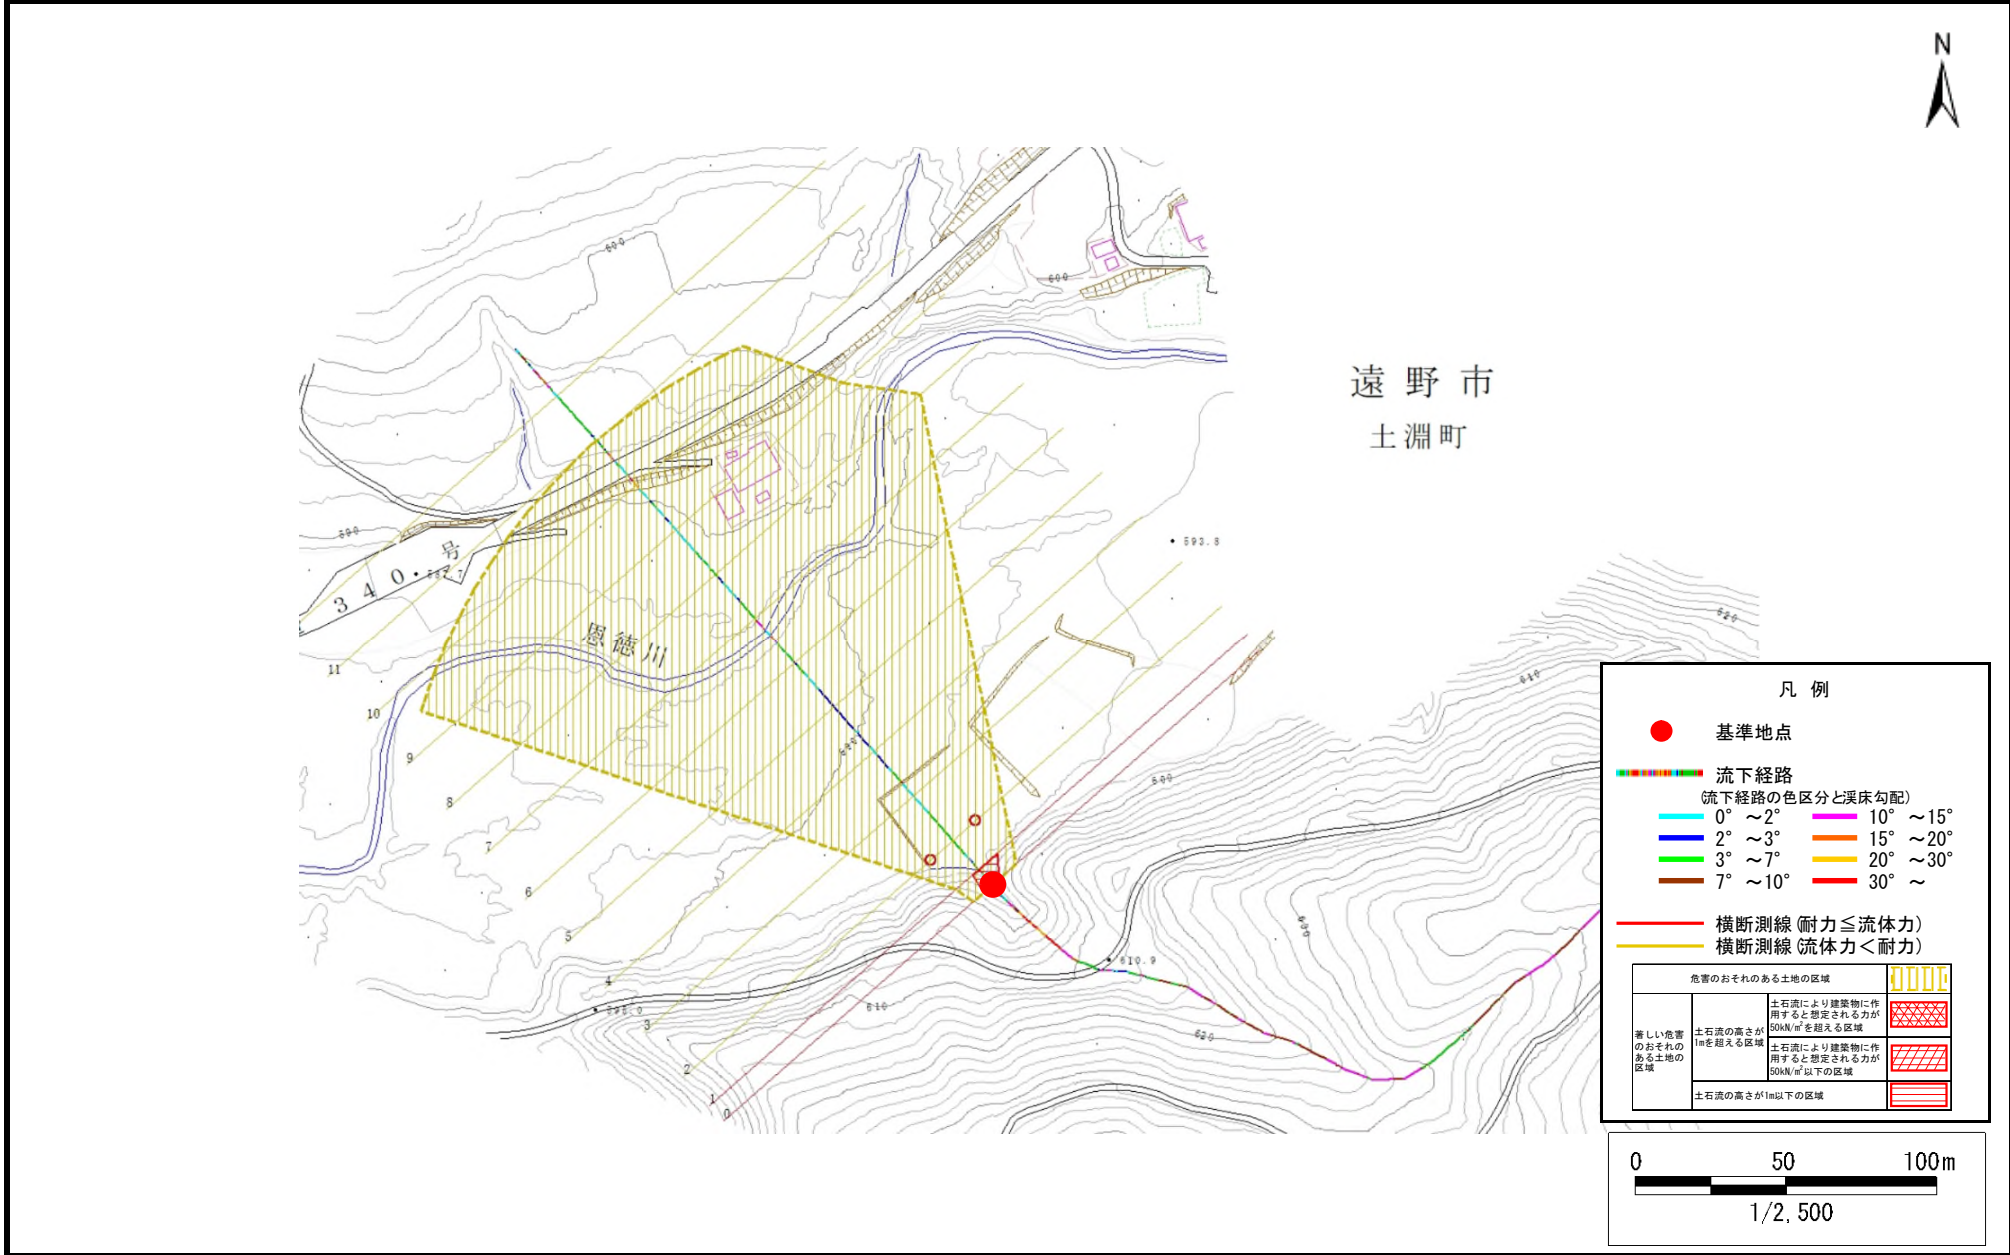 N
遠野市
土淵町
600
600
590
340号
587.7
593.8
恩徳川
590
600
620
610
630
610.9
598.0
610
620
11
10
9
8
7
6
5
4
3
2
1
0
凡 例
基準地点
流下経路
(流下経路の色区分と渓床勾配)
0° ～2° 10° ～15°
2° ～3° 15° ～20°
3° ～7° 20° ～30°
7° ～10° 30° ～
横断測線(耐力≦流体力)
横断測線(流体力＜耐力)
危害のおそれのある土地の区域
著しい危害
のおそれの
ある土地の
区域
土石流の高さが
1mを超える区域
土石流により建築物に作
用すると想定される力が
50kN/㎡を超える区域
土石流により建築物に作
用すると想定される力が
50kN/㎡以下の区域
土石流の高さが1m以下の区域
0 50 100m
1/2,500